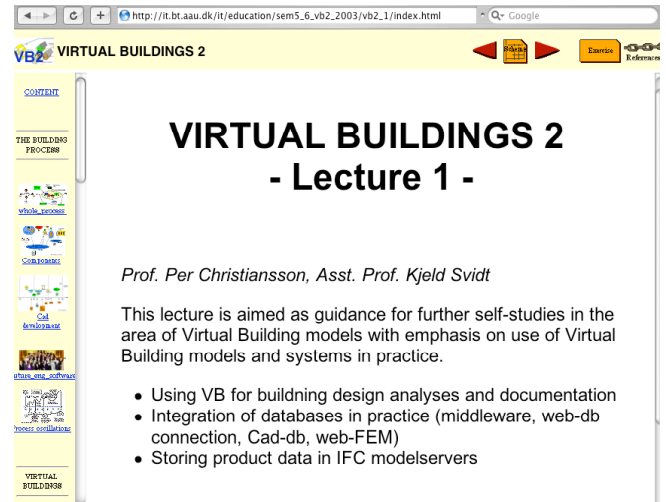 http://it.bt.aau.dk/it/education/sem5_6_vb2_2003/vb2_1/index.html
Google
VB2
VIRTUAL BUILDINGS 2
Scheme
Exercise
References
CONTENT
THE BUILDING
PROCESS
whole_process
Components
Cad
development
uture_eng_software
Process oscillations
VIRTUAL
BUILDINGS
VIRTUAL BUILDINGS 2
- Lecture 1 -
Prof. Per Christiansson, Asst. Prof. Kjeld Svidt
This lecture is aimed as guidance for further self-studies in the
area of Virtual Building models with emphasis on use of Virtual
Building models and systems in practice.
• Using VB for buildning design analyses and documentation
• Integration of databases in practice (middleware, web-db
connection, Cad-db, web-FEM)
• Storing product data in IFC modelservers